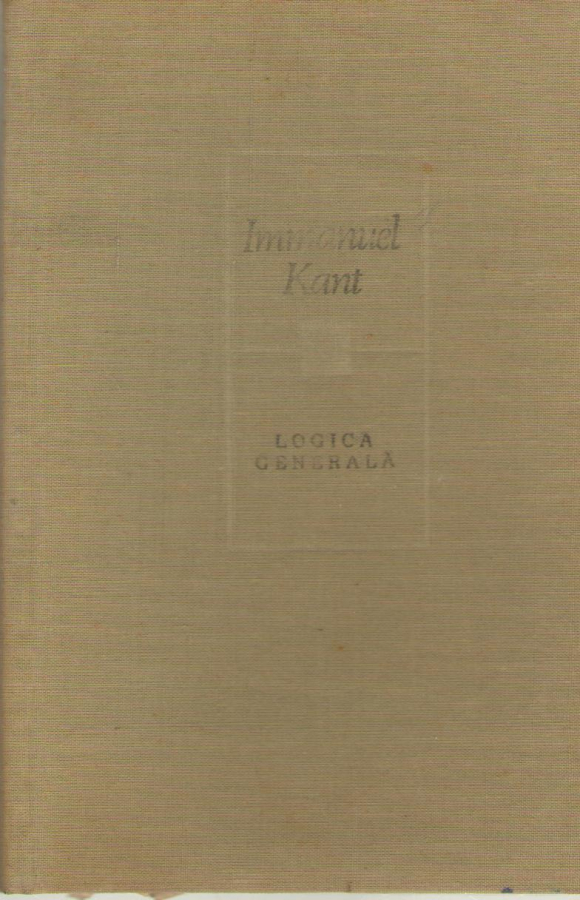 Immanuel
Kant
LOGICA
GENERALĂ